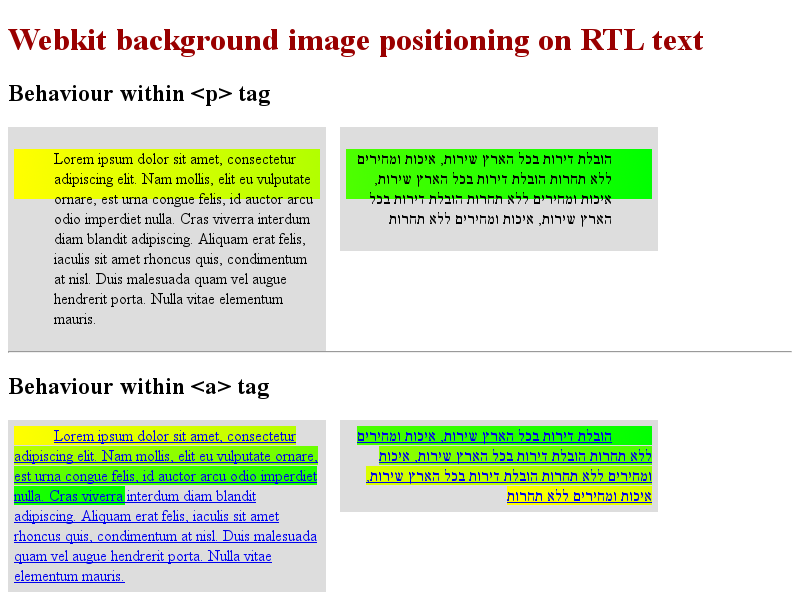 Webkit background image positioning on RTL text
Behaviour within <p> tag
Lorem ipsum dolor sit amet, consectetur
adipiscing elit. Nam mollis, elit eu vulputate
ornare, est urna congue felis, id auctor arcu
odio imperdiet nulla. Cras viverra interdum
diam blandit adipiscing. Aliquam erat felis,
iaculis sit amet rhoncus quis, condimentum
at nisl. Duis malesuada quam vel augue
hendrerit porta. Nulla vitae elementum
mauris.
הובלת דירות בכל הארץ שירות, איכות ומחירים
ללא תחרות הובלת דירות בכל הארץ שירות,
איכות ומחירים ללא תחרות הובלת דירות בכל
הארץ שירות, איכות ומחירים ללא תחרות
Behaviour within <a> tag
Lorem ipsum dolor sit amet, consectetur
adipiscing elit. Nam mollis, elit eu vulputate ornare,
est urna congue felis, id auctor arcu odio imperdiet
nulla. Cras viverra interdum diam blandit
adipiscing. Aliquam erat felis, iaculis sit amet
rhoncus quis, condimentum at nisl. Duis malesuada
quam vel augue hendrerit porta. Nulla vitae
elementum mauris.
הובלת דירות בכל הארץ שירות, איכות ומחירים
ללא תחרות הובלת דירות בכל הארץ שירות, איכות
ומחירים ללא תחרות הובלת דירות בכל הארץ שירות,
איכות ומחירים ללא תחרות